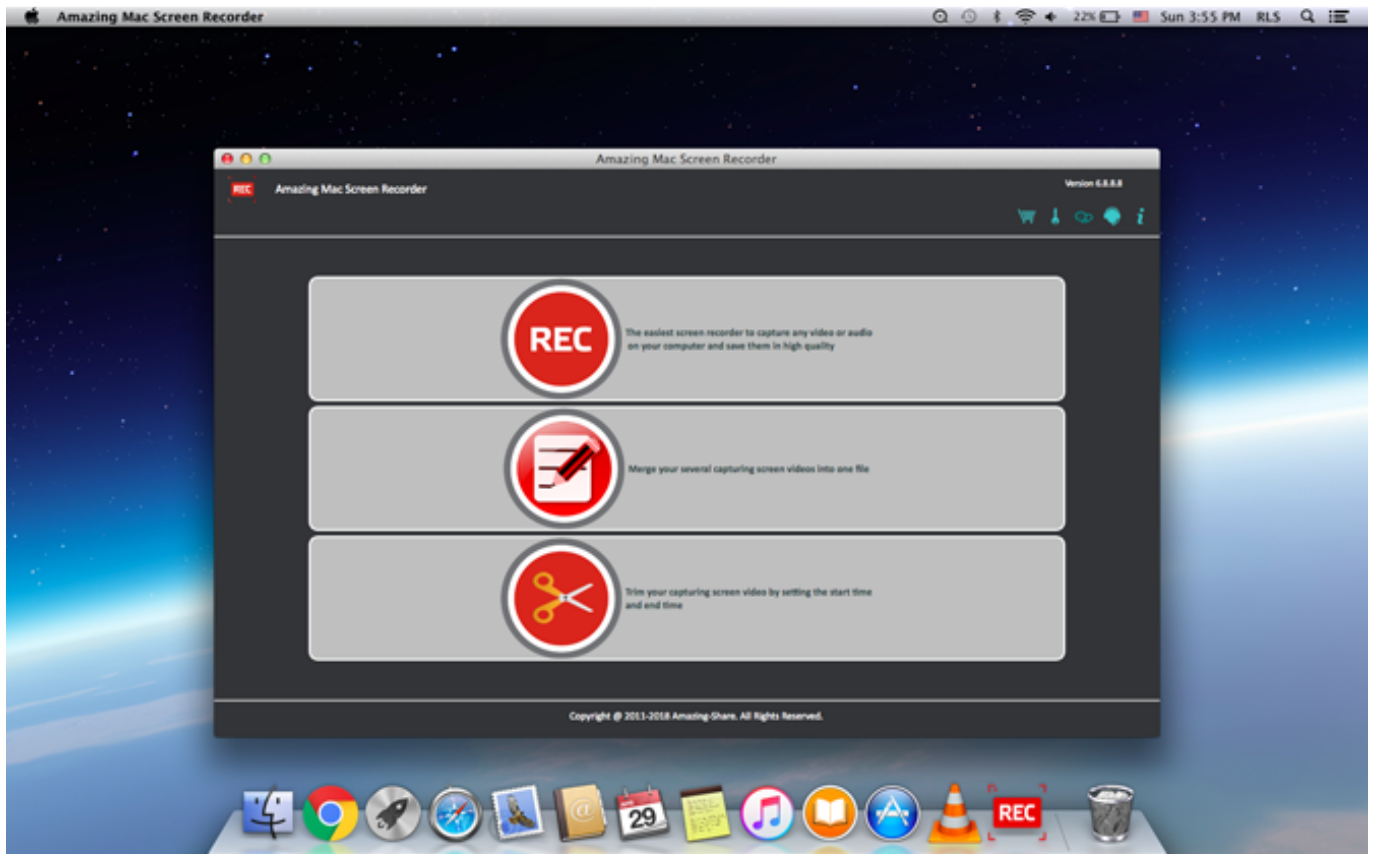 Amazing Mac Screen Recorder
22%
Sun 3:55 PM RLS
Amazing Mac Screen Recorder
REC
Amazing Mac Screen Recorder
Version 6.8.8.8
REC
The easiest screen recorder to capture any video or audio
on your computer and save them in high quality
Merge your several capturing screen videos into one file
Trim your capturing screen video by setting the start time
and end time
Copyright @ 2011-2018 Amazing-Share. All Rights Reserved.
29
REC